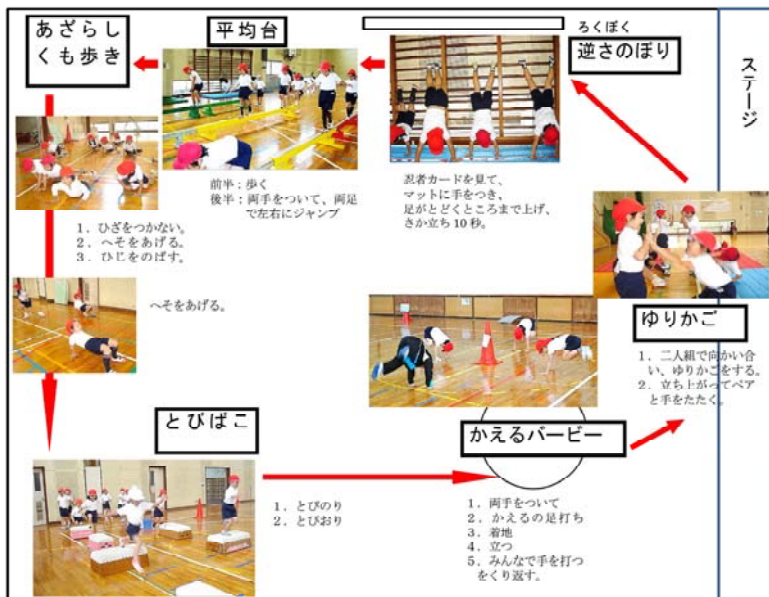 あざらし
くも歩き
平均台
ろくぼく
逆さのぼり
ステージ
前半：歩く
後半：両手をついて、両足
で左右にジャンプ
忍者カードを見て、
マットに手をつき、
足がとどくところまで上げ、
さか立ち10秒。
1．ひざをつかない。
2．へそをあげる。
3．ひじをのばす。
へそをあげる。
ゆりかご
1．二人組で向かい合
い、ゆりかごをする。
2．立ち上がってペア
と手をたたく。
とびばこ
1．とびのり
2．とびおり
かえるバービー
1．両手をついて
2．かえるの足打ち
3．着地
4．立つ
5．みんなで手を打つ
をくり返す。